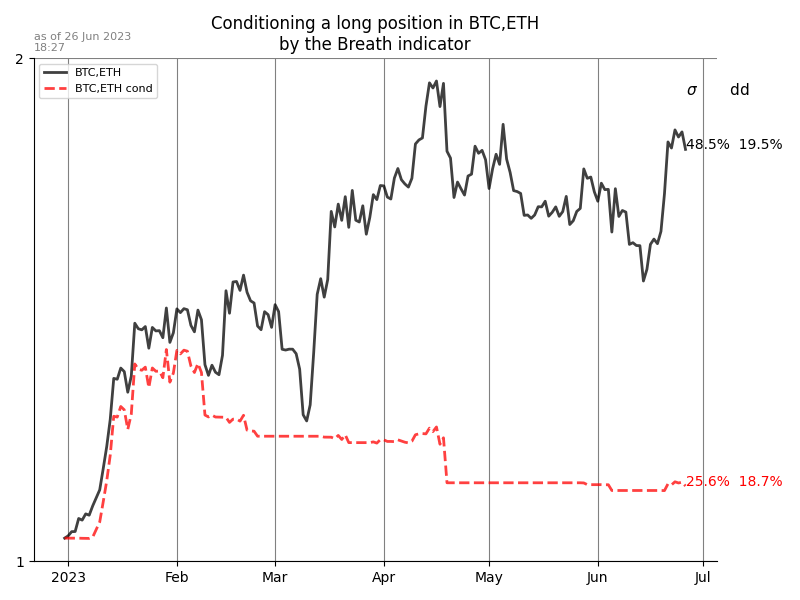 Conditioning a long position in BTC,ETH
by the Breath indicator
as of 26 Jun 2023
18:27
2
BTC,ETH
BTC,ETH cond
σ dd
48.5% 19.5%
25.6% 18.7%
1
2023 Feb Mar Apr May Jun Jul